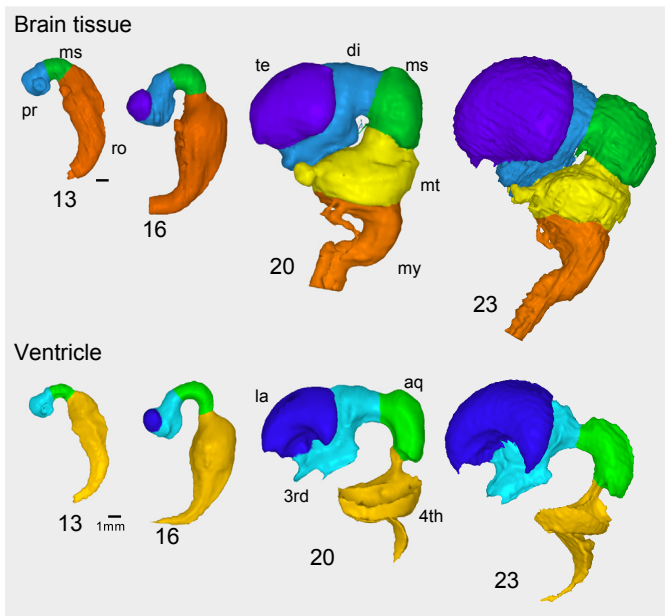 Brain tissue
ms
te
di
ms
pr
ro
mt
13
16
20
my
23
Ventricle
la
aq
3rd
4th
13
1mm
16
20
23